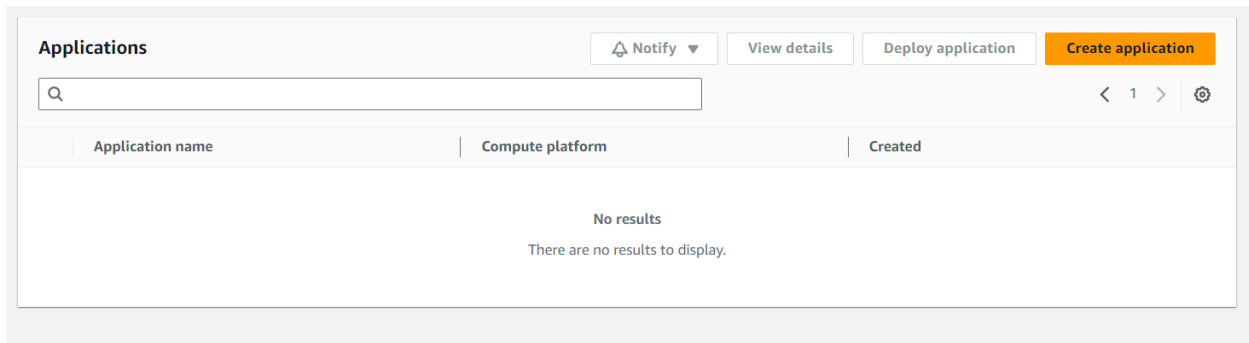 Applications
Notify
View details
Deploy application
Create application
1
Application name
Compute platform
Created
No results
There are no results to display.